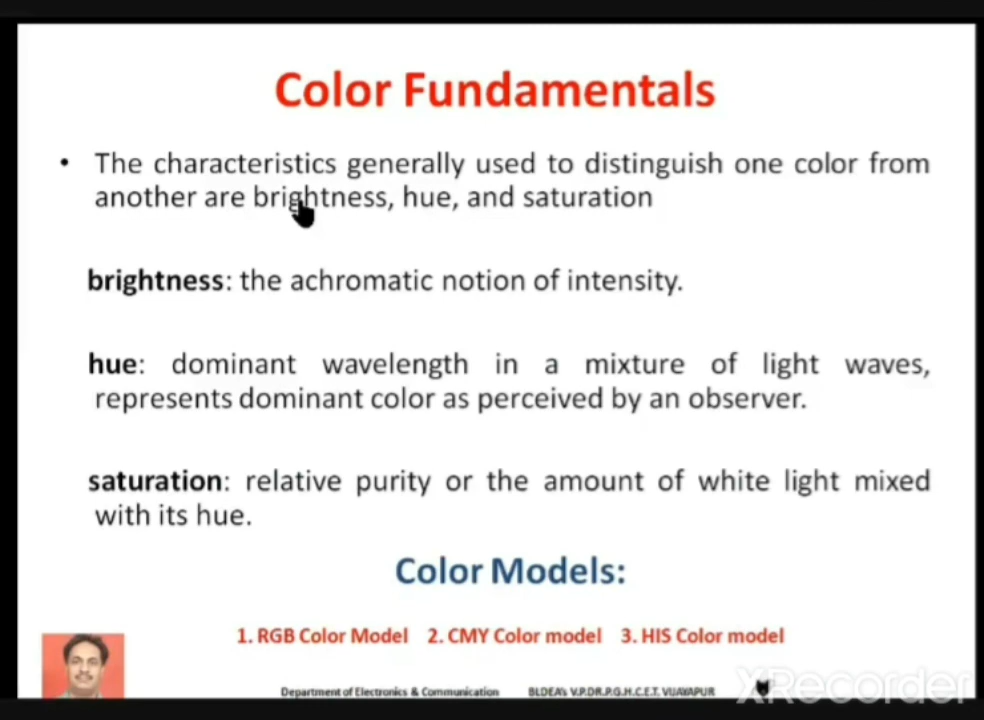 Color Fundamentals
• The characteristics generally used to distinguish one color from
another are brightness, hue, and saturation
brightness: the achromatic notion of intensity.
hue: dominant wavelength in a mixture of light waves,
represents dominant color as perceived by an observer.
saturation: relative purity or the amount of white light mixed
with its hue.
Color Models:
1. RGB Color Model 2. CMY Color model 3. HIS Color model
Department of Electronics & Communication BLDEA's V.P.DR.P.G.H.C.E.T. VIJAYAPUR
XRecorder